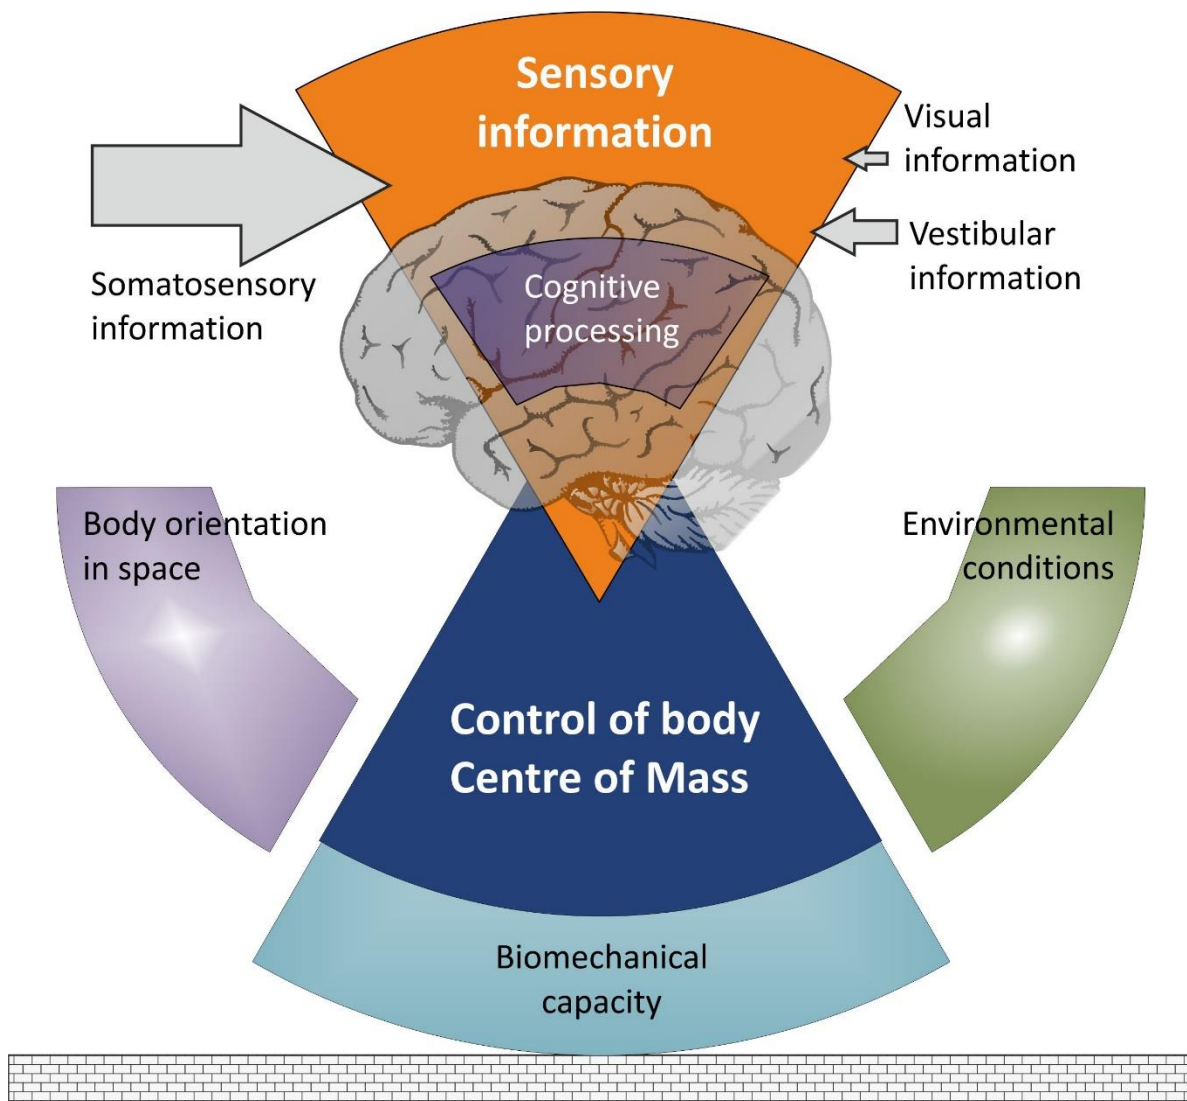 Sensory
information
Visual
information
Vestibular
information
Somatosensory
information
Cognitive
processing
Body orientation
in space
Environmental
conditions
Control of body
Centre of Mass
Biomechanical
capacity